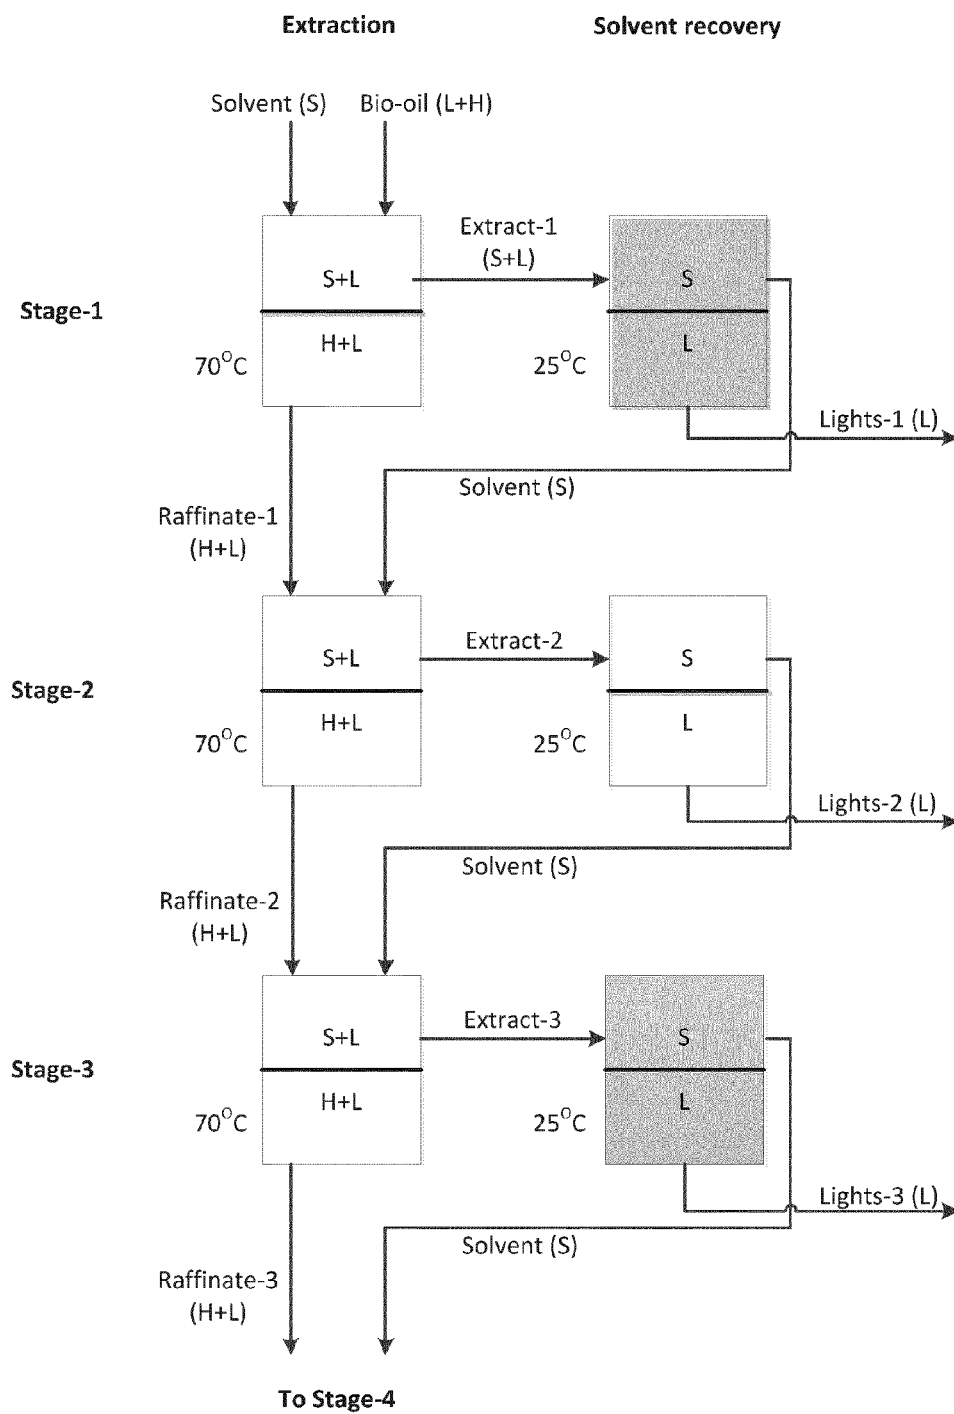 Extraction
Solvent recovery
Solvent (S)
Bio-oil (L+H)
Extract-1
(S+L)
S+L
S
Stage-1
H+L
L
70°C
25°C
Lights-1 (L)
Solvent (S)
Raffinate-1
(H+L)
Extract-2
S+L
S
Stage-2
H+L
L
70°C
25°C
Lights-2 (L)
Solvent (S)
Raffinate-2
(H+L)
Extract-3
S+L
S
Stage-3
H+L
L
70°C
25°C
Lights-3 (L)
Solvent (S)
Raffinate-3
(H+L)
To Stage-4